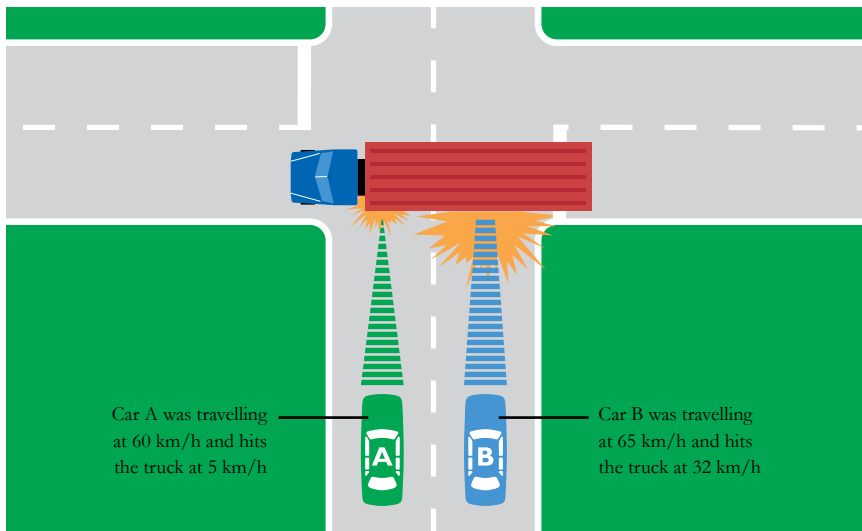 Car A was travelling
at 60 km/h and hits
the truck at 5 km/h
A
B
Car B was travelling
at 65 km/h and hits
the truck at 32 km/h